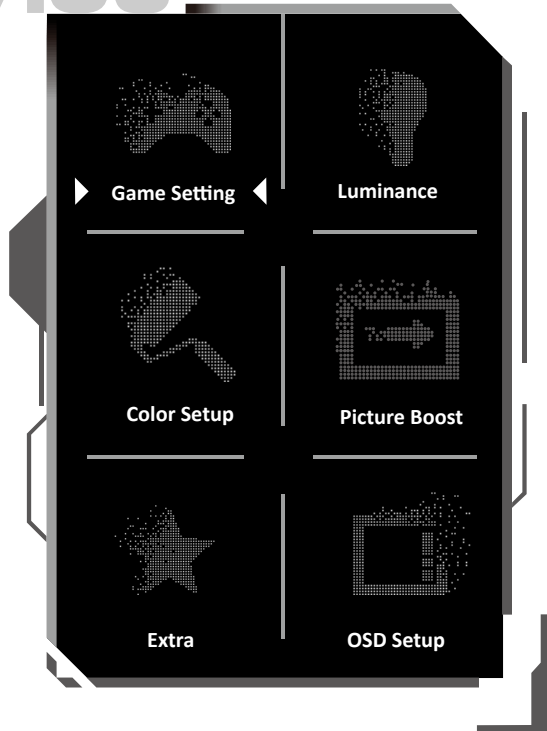 Game Setting
Luminance
Color Setup
Picture Boost
Extra
OSD Setup